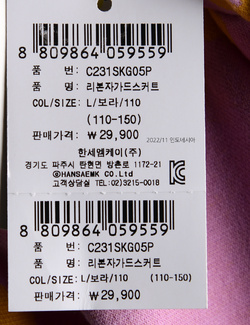 8 809864 059559
품 번: C231SKG05P
품 명: 리본자가드스커트
COL/SIZE: L/보라/110
(110-150)
판매가격: ₩29,900
2022/11 인도네시아
한세엠케이(주)
경기도 파주시 탄현면 방촌로 1172-21
@HANSAEMK CO.Ltd
고객상담실 TEL: 02)3215-0018
8 809864 059559
품 번: C231SKG05P
품 명: 리본자가드스커트
COL/SIZE: L/보라/110 (110-150)
판매가격: ₩29,900